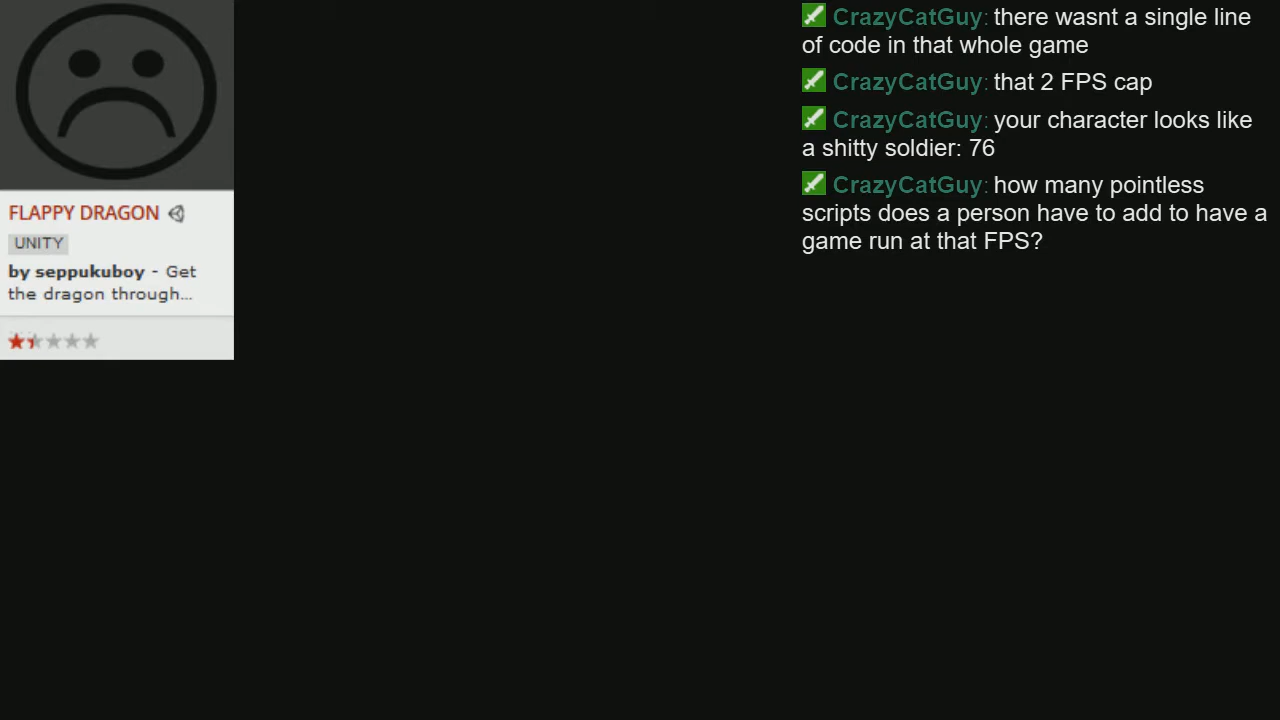 FLAPPY DRAGON
UNITY
by seppukuboy - Get
the dragon through...
CrazyCatGuy: there wasnt a single line
of code in that whole game
CrazyCatGuy: that 2 FPS cap
CrazyCatGuy: your character looks like
a shitty soldier: 76
CrazyCatGuy: how many pointless
scripts does a person have to add to have a
game run at that FPS?